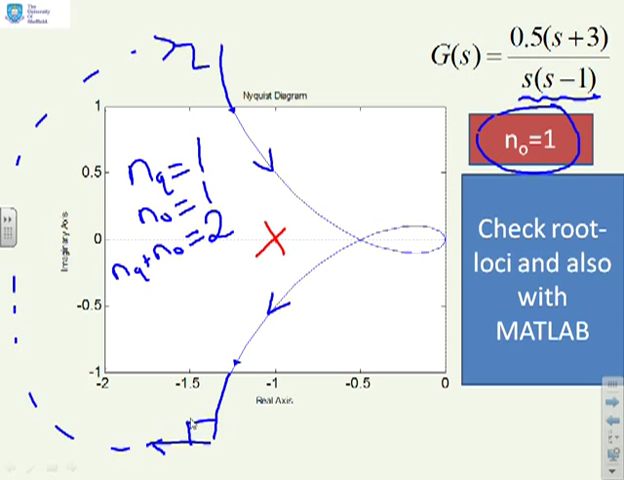 The
University
Of
Sheffield.
G(s) = 0.5(s+3) / s(s−1)
Nyquist Diagram
n₀=1
1
0.5
0
-0.5
-1
Imaginary Axis
n_q = 1
n_o = 1
n_q + n_o = 2
Check root-
loci and also
with
MATLAB
-2
-1.5
-1
-0.5
0
Real Axis